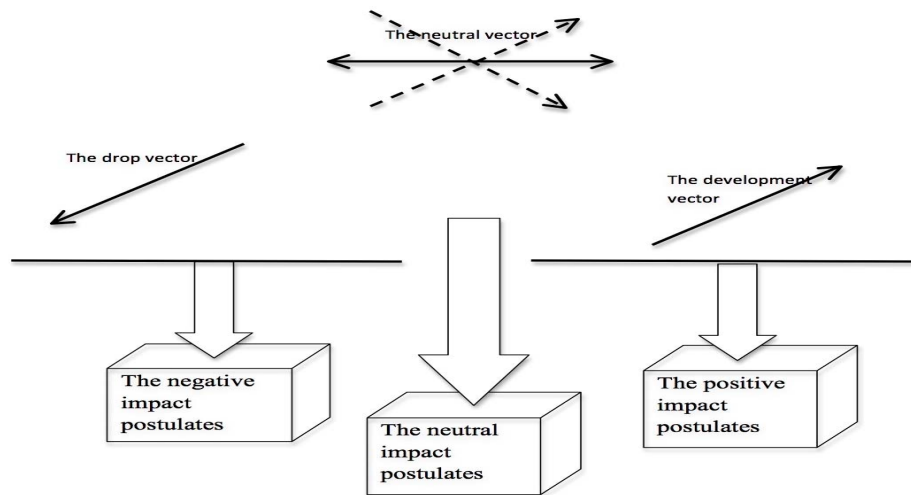 The neutral vector
The drop vector
The development
vector
The negative
impact
postulates
The neutral
impact
postulates
The positive
impact
postulates